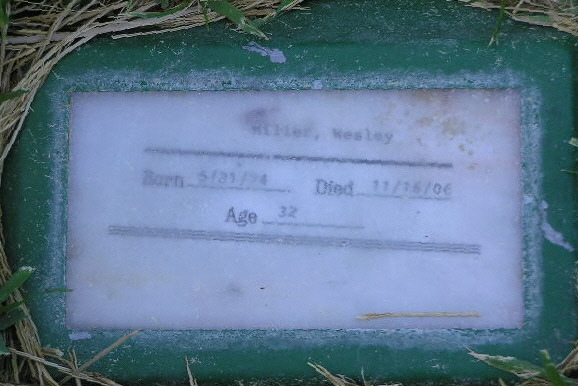 Miller, Wesley
Born 5/31/74 Died 11/16/06
Age 32